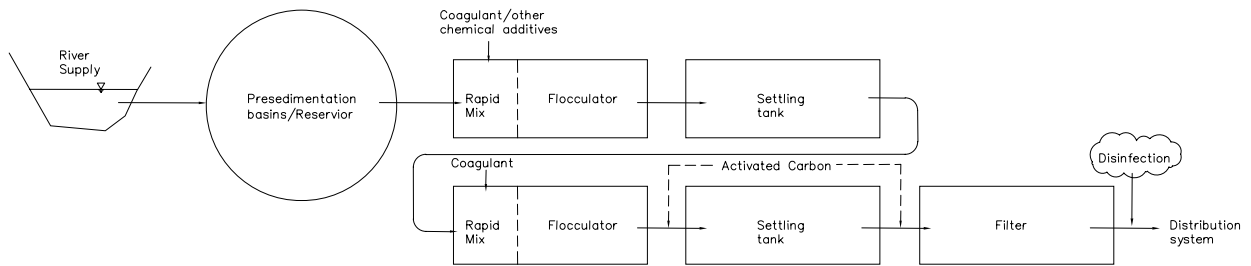 Coagulant/other
chemical additives
River
Supply
Presedimentation
basins/Reservior
Rapid
Mix
Flocculator
Settling
tank
Coagulant
Activated Carbon
Disinfection
Rapid
Mix
Flocculator
Settling
tank
Filter
Distribution
system